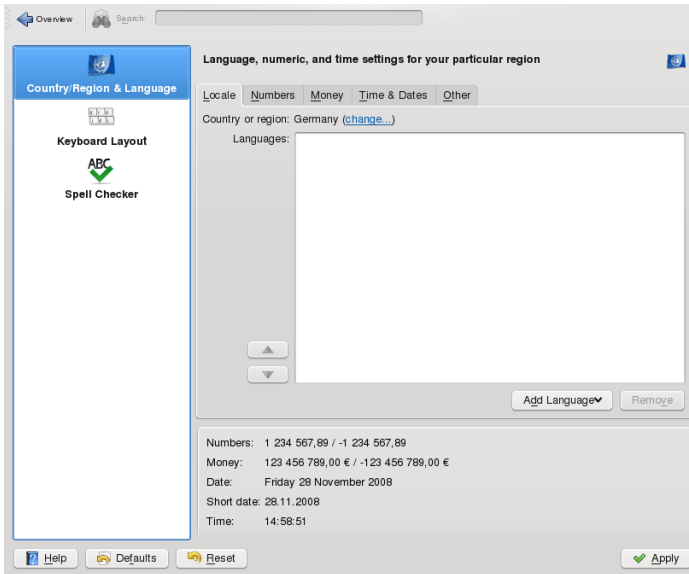 Overview
Search:
Country/Region & Language
Keyboard Layout
ABC
Spell Checker
Language, numeric, and time settings for your particular region
Locale Numbers Money Time & Dates Other
Country or region: Germany (change...)
Languages:
Add Language
Remove
Numbers: 1 234 567,89 / -1 234 567,89
Money: 123 456 789,00 € / -123 456 789,00 €
Date: Friday 28 November 2008
Short date: 28.11.2008
Time: 14:58:51
Help Defaults Reset Apply